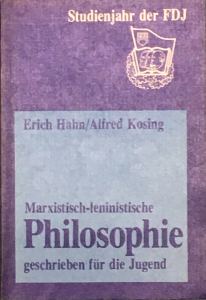 Studienjahr der FDJ
Erich Hahn/Alfred Kosing
Marxistisch-leninistische
Philosophie
geschrieben für die Jugend